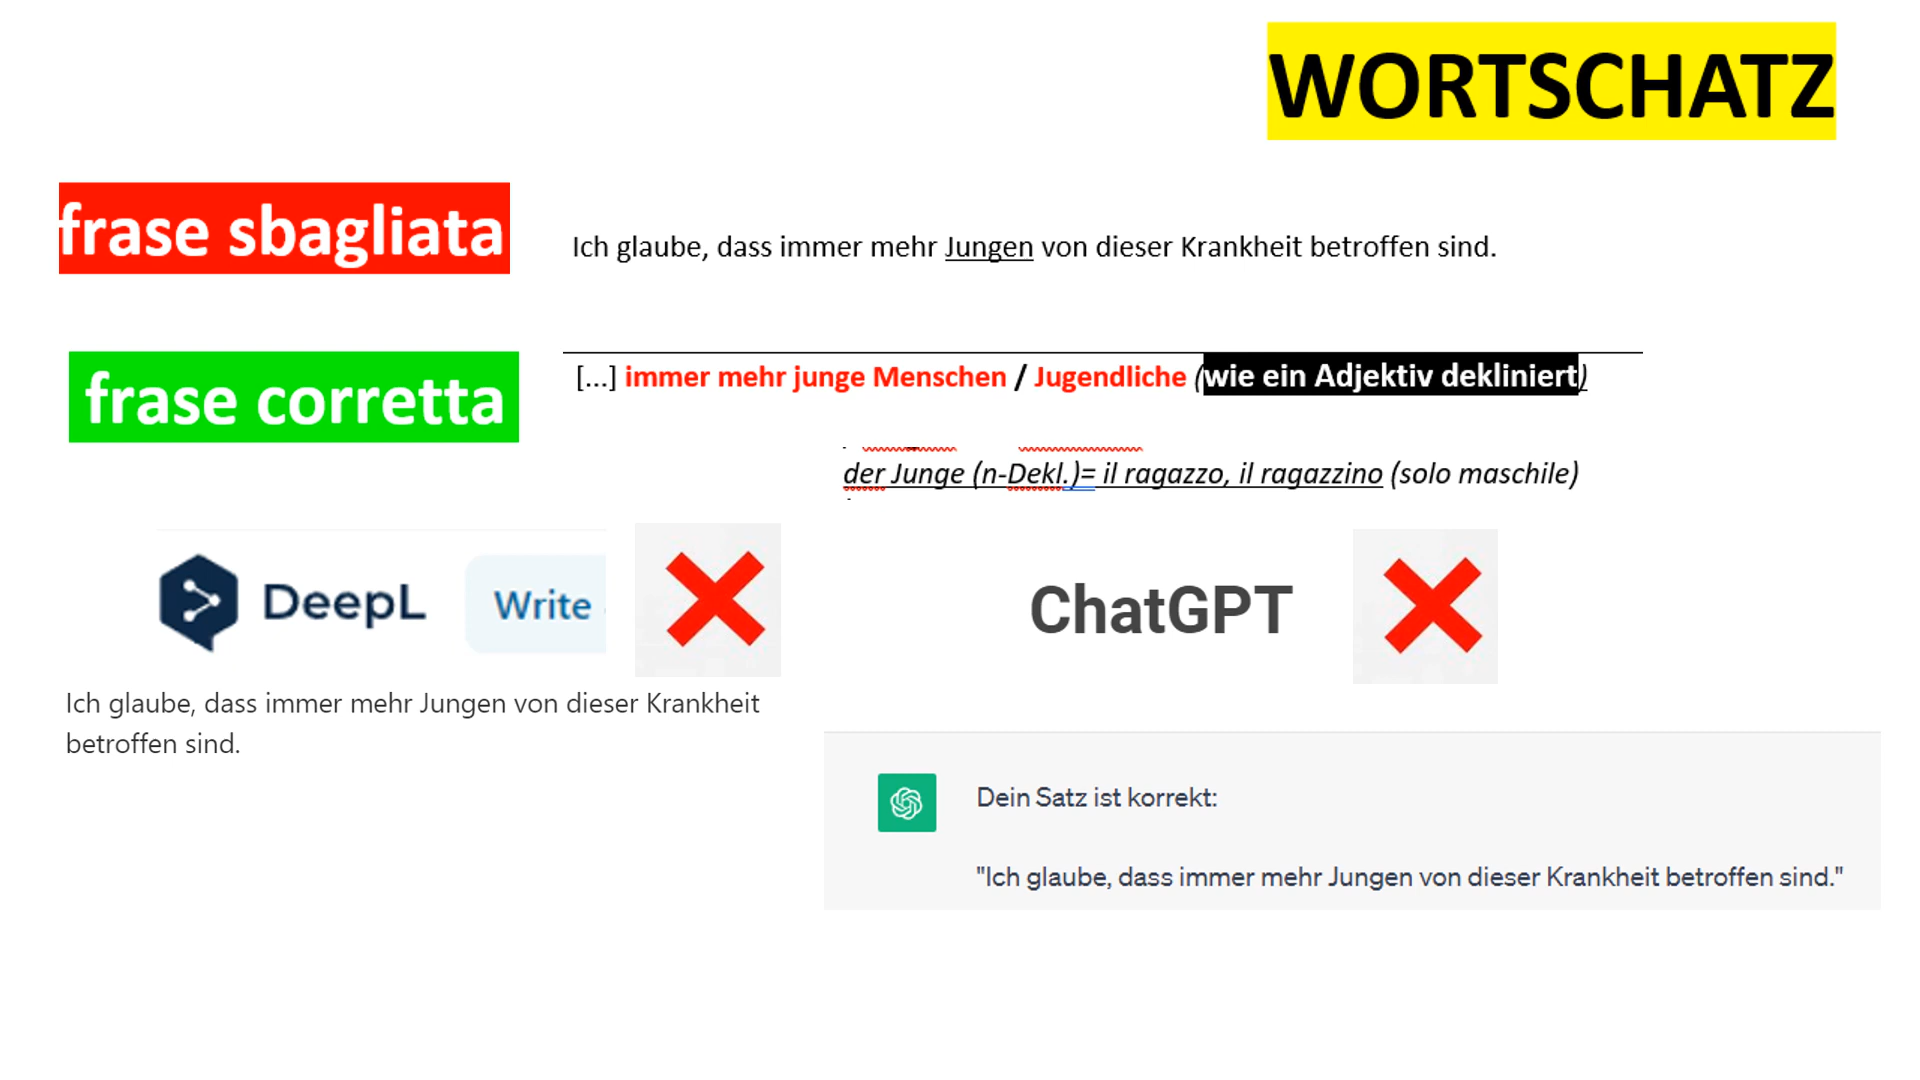 WORTSCHATZ
frase sbagliata
Ich glaube, dass immer mehr Jungen von dieser Krankheit betroffen sind.
frase corretta
[...] immer mehr junge Menschen / Jugendliche (wie ein Adjektiv dekliniert)
der Junge (n-Dekl.)= il ragazzo, il ragazzino (solo maschile)
DeepL Write
Ich glaube, dass immer mehr Jungen von dieser Krankheit
betroffen sind.
ChatGPT
Dein Satz ist korrekt:
"Ich glaube, dass immer mehr Jungen von dieser Krankheit betroffen sind."